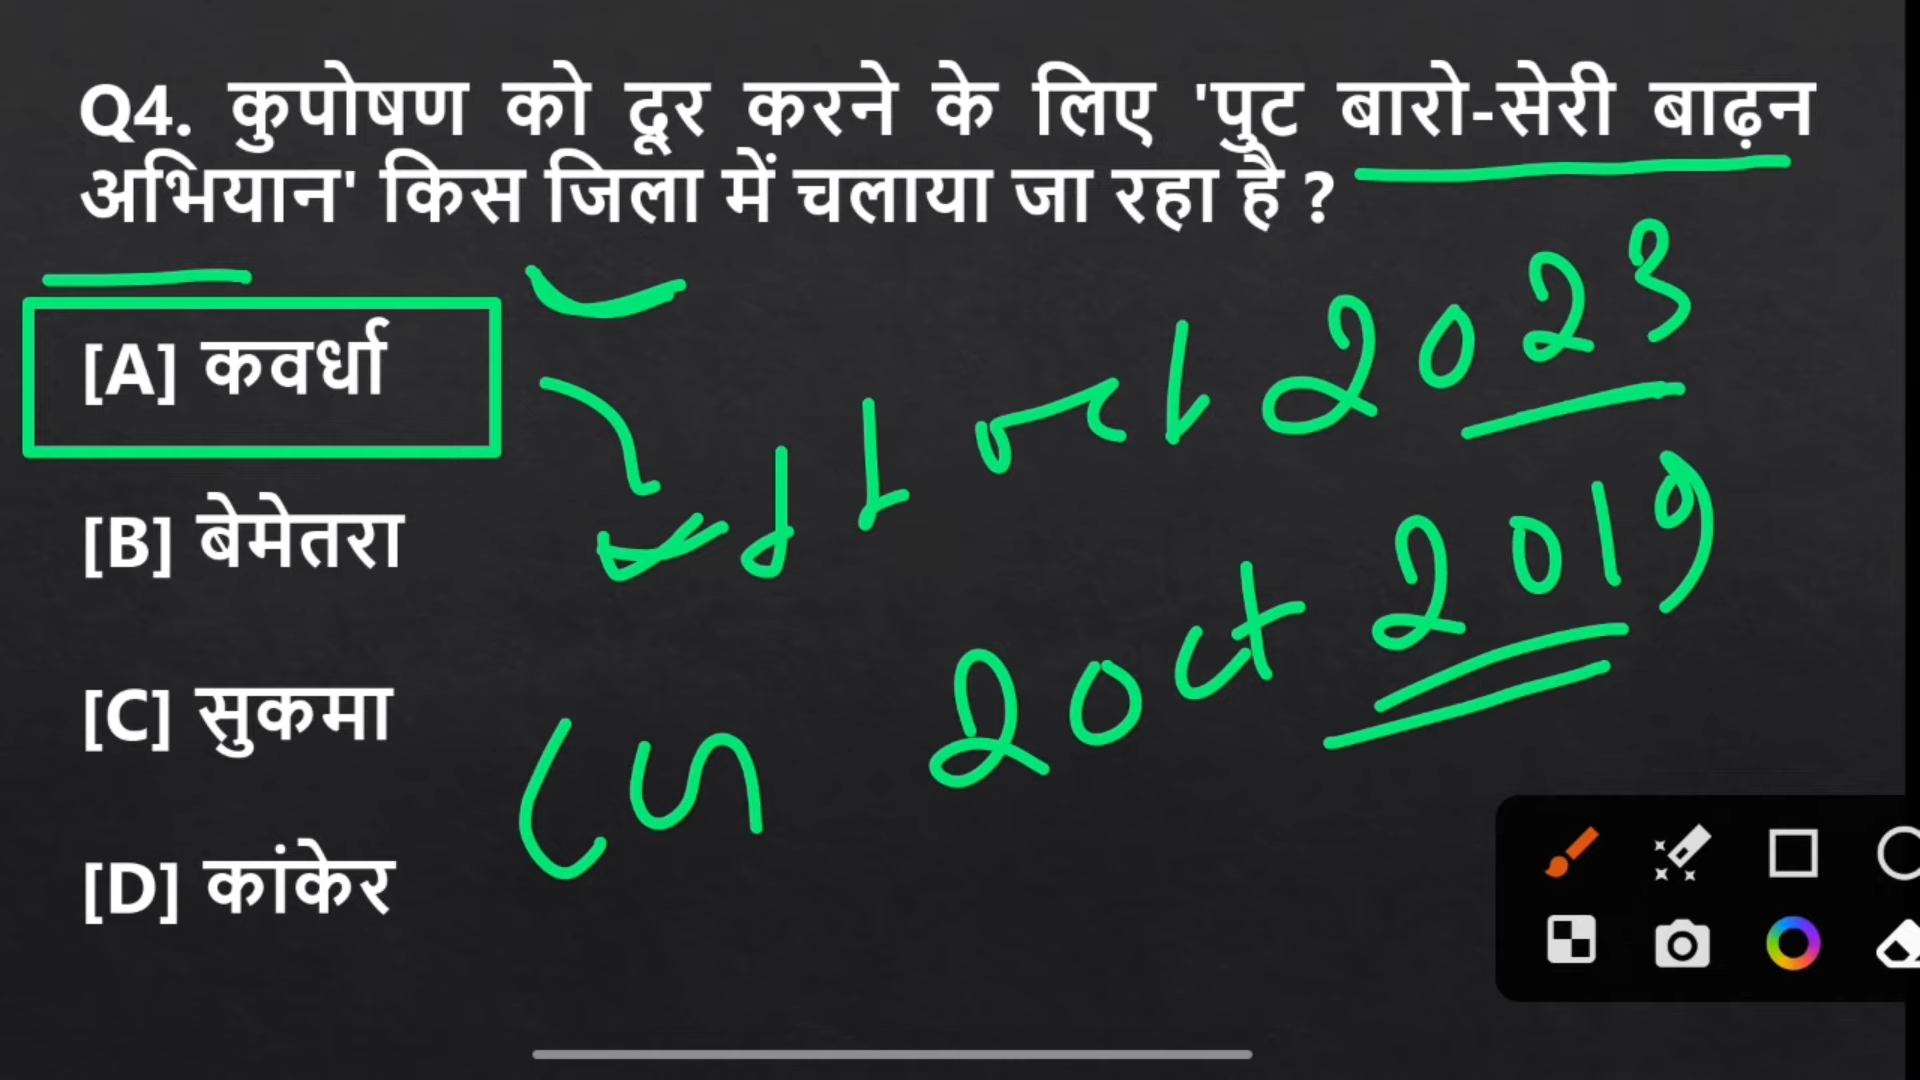 Q4. कुपोषण को दूर करने के लिए 'पुट बारो-सेरी बाढ़न
अभियान' किस जिला में चलाया जा रहा है ?
[A] कवर्धा
2023
[B] बेमेतरा
2 oct 2019
[C] सुकमा
[D] कांकेर